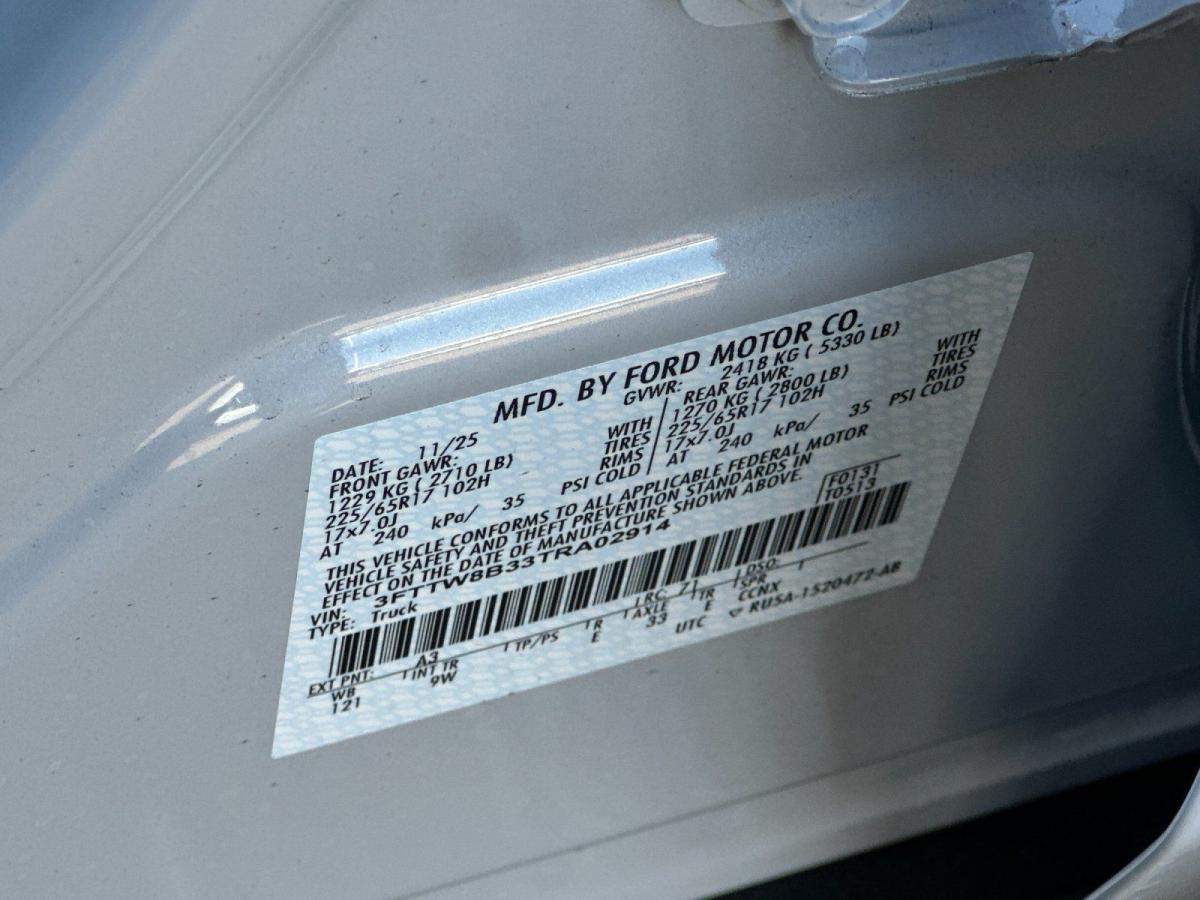 MFD. BY FORD MOTOR CO.
DATE: 11/25 GVWR: 2418 KG ( 5330 LB)
FRONT GAWR: REAR GAWR:
1229 KG ( 2710 LB) WITH 1270 KG ( 2800 LB) WITH
225/65R17 102H TIRES 225/65R17 102H TIRES
17x7.0J RIMS 17x7.0J RIMS
AT 240 kPa/ 35 PSI COLD AT 240 kPa/ 35 PSI COLD
THIS VEHICLE CONFORMS TO ALL APPLICABLE FEDERAL MOTOR
VEHICLE SAFETY AND THEFT PREVENTION STANDARDS IN
EFFECT ON THE DATE OF MANUFACTURE SHOWN ABOVE.
VIN: 3FTTW8B33TRA02914 F0131
TYPE: Truck T0513
EXT PNT: A3 RC: 71 DSO:
WB INT TR TP/PS R AXLE TR SPR
121 9W E 33 E CCNX
UTC RU5A-1520472-AB